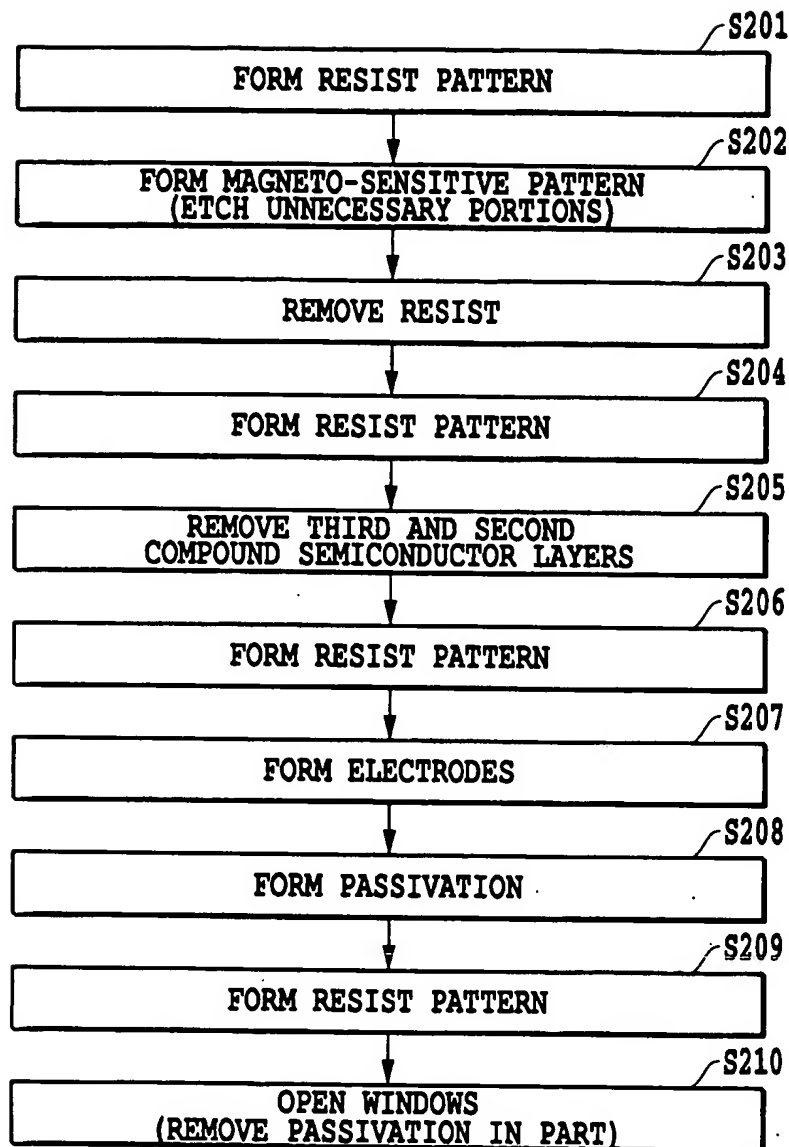 S201
FORM RESIST PATTERN
S202
FORM MAGNETO-SENSITIVE PATTERN
(ETCH UNNECESSARY PORTIONS)
S203
REMOVE RESIST
S204
FORM RESIST PATTERN
S205
REMOVE THIRD AND SECOND
COMPOUND SEMICONDUCTOR LAYERS
S206
FORM RESIST PATTERN
S207
FORM ELECTRODES
S208
FORM PASSIVATION
S209
FORM RESIST PATTERN
S210
OPEN WINDOWS
(REMOVE PASSIVATION IN PART)